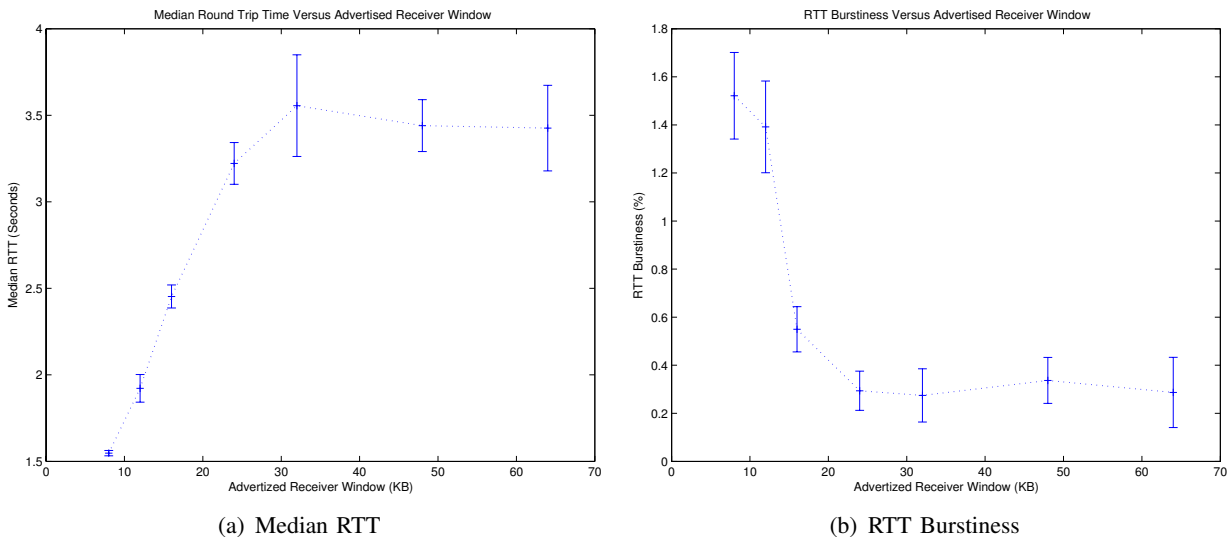 Median Round Trip Time Versus Advertised Receiver Window
4
3.5
3
2.5
2
1.5
0 10 20 30 40 50 60 70
Median RTT (Seconds)
Advertized Receiver Window (KB)
(a) Median RTT
RTT Burstiness Versus Advertised Receiver Window
1.8
1.6
1.4
1.2
1
0.8
0.6
0.4
0.2
0
0 10 20 30 40 50 60 70
RTT Burstiness (%)
Advertized Receiver Window (KB)
(b) RTT Burstiness